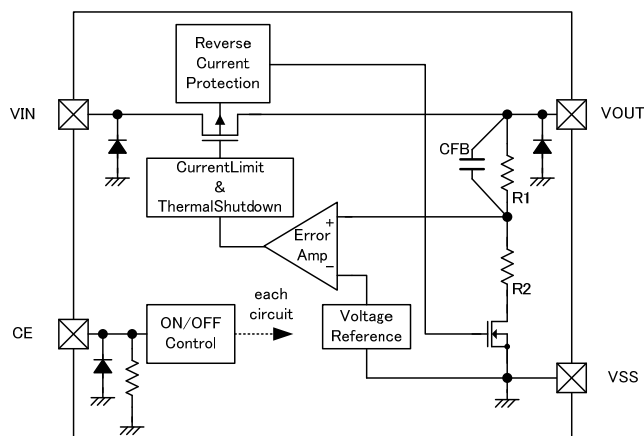 Reverse
Current
Protection
VIN
VOUT
CFB
R1
CurrentLimit
&
ThermalShutdown
+
Error
Amp
−
R2
each
circuit
CE
ON/OFF
Control
Voltage
Reference
VSS